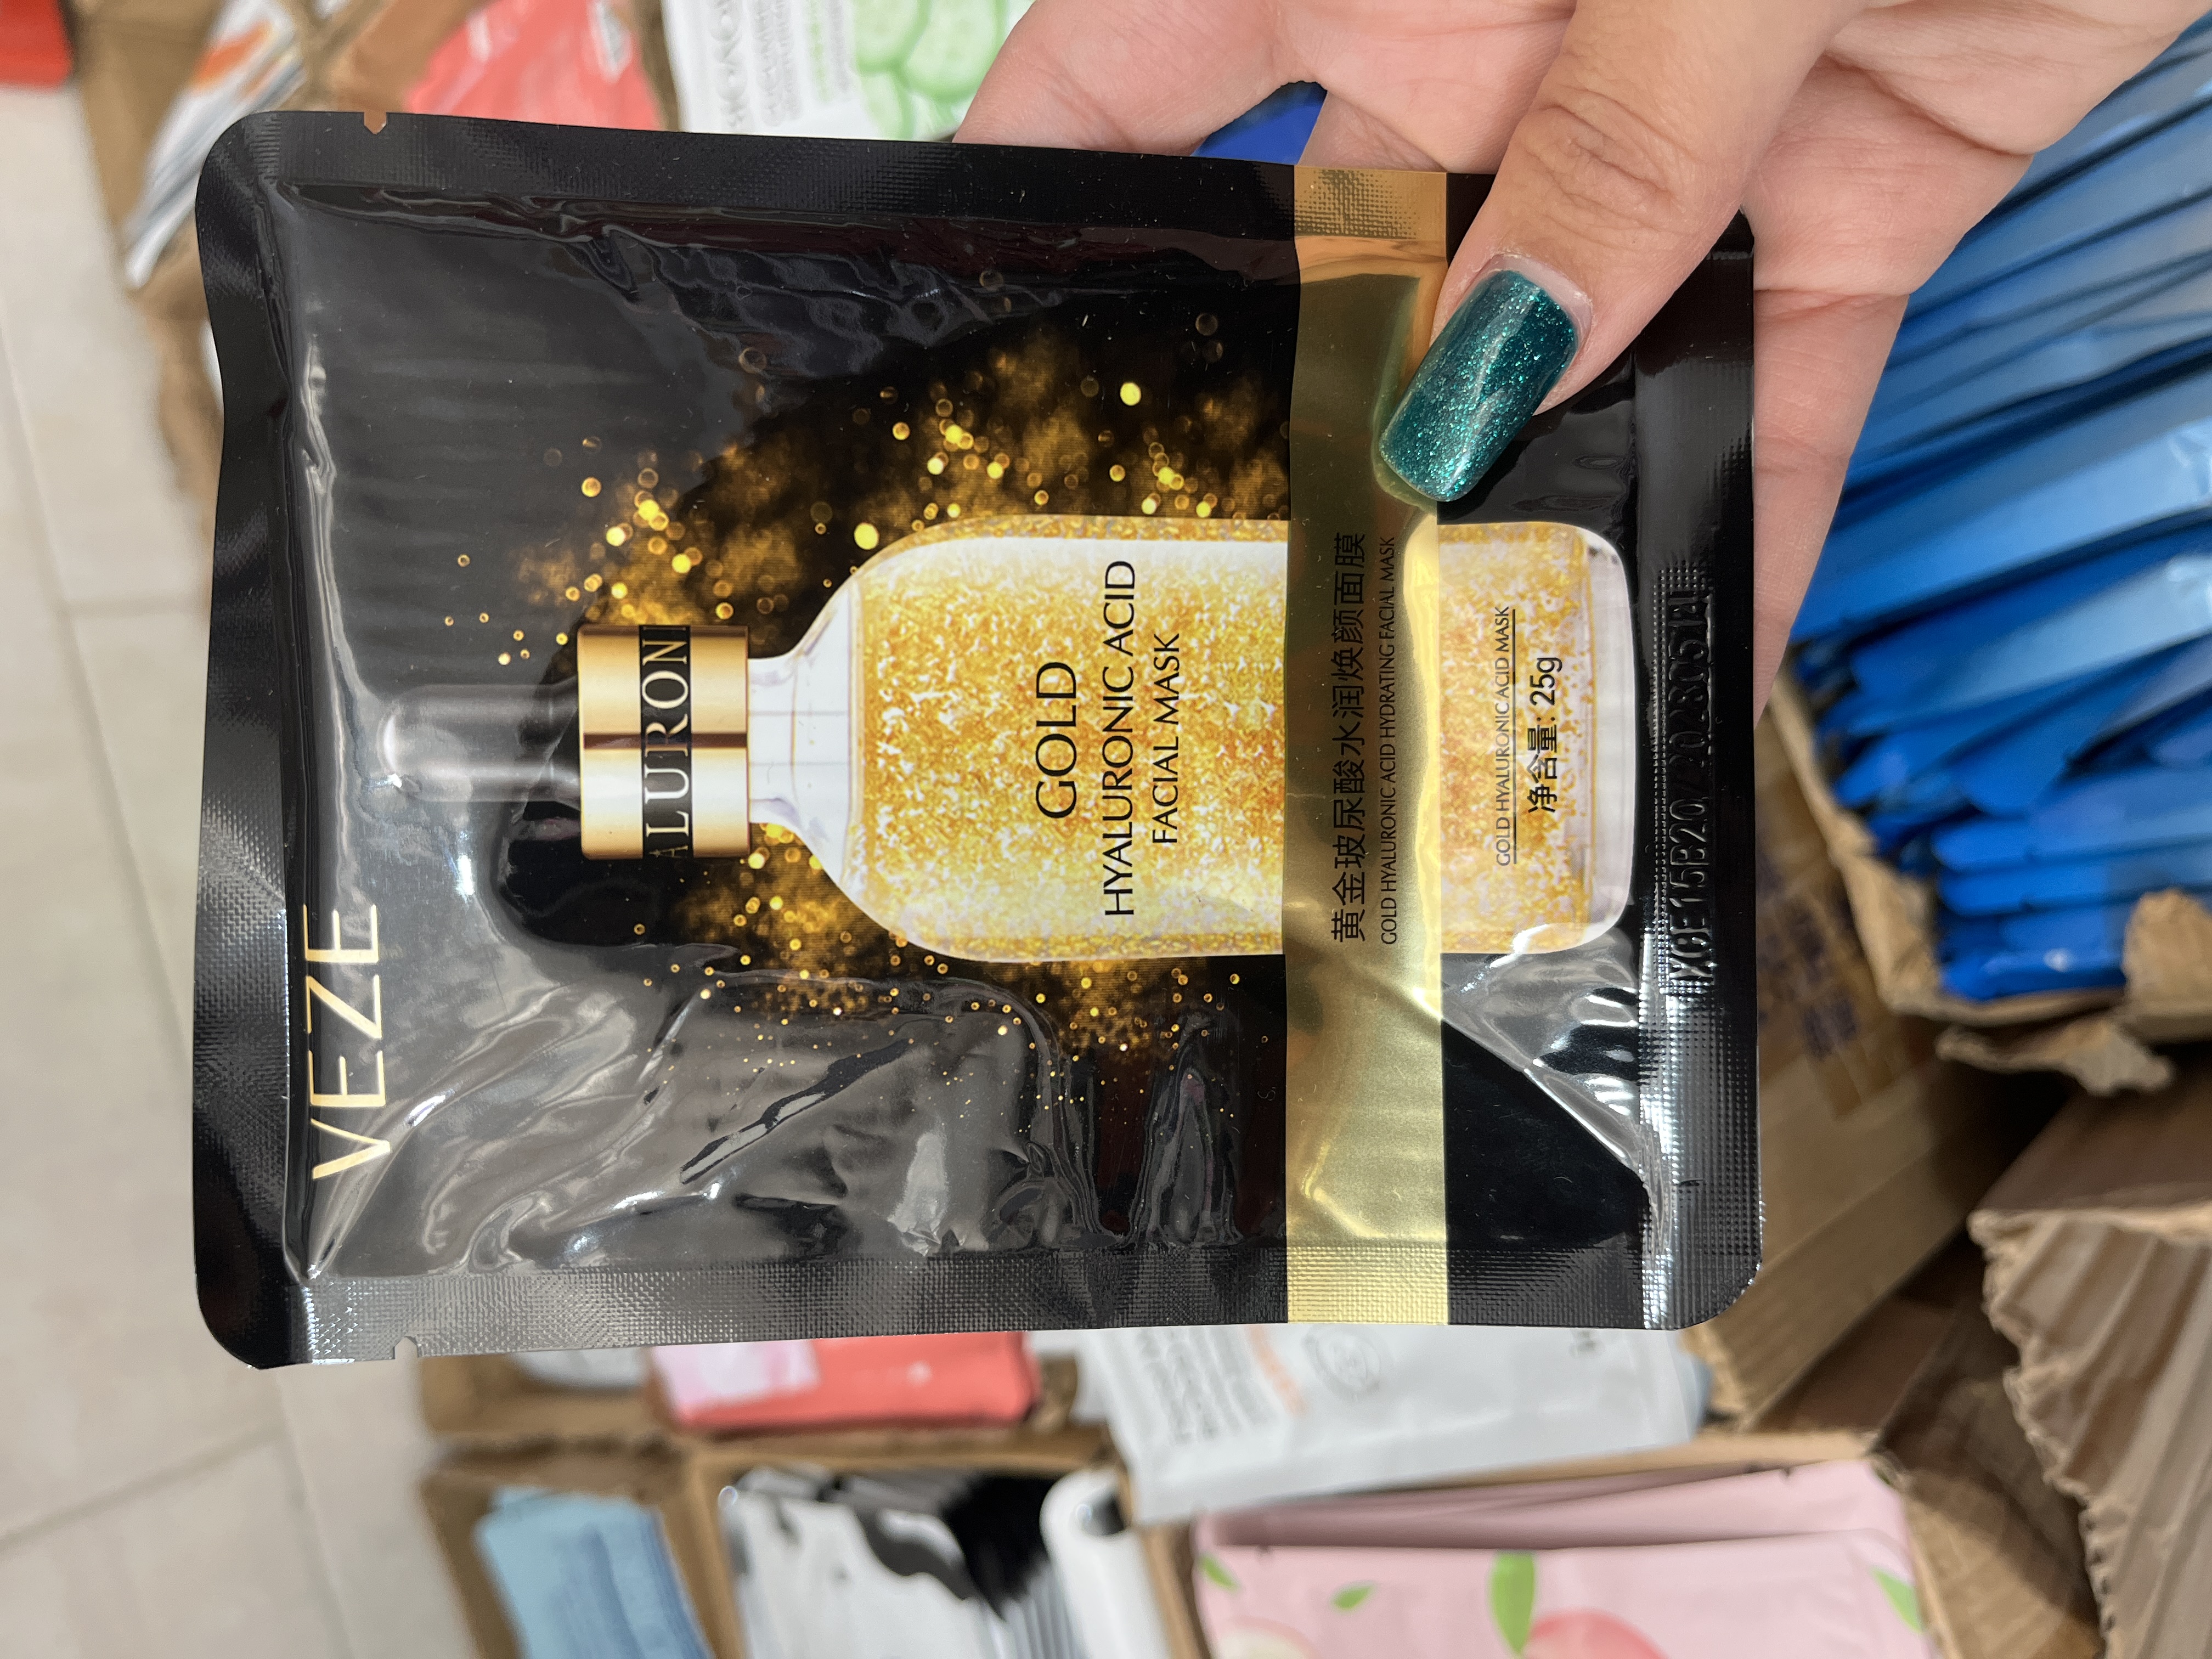 VEZE
ALURONI
GOLD
HYALURONIC ACID
FACIAL MASK
黄金玻尿酸水润焕颜面膜
GOLD HYALURONIC ACID HYDRATING FACIAL MASK
GOLD HYALURONIC ACID MASK
净含量: 25g